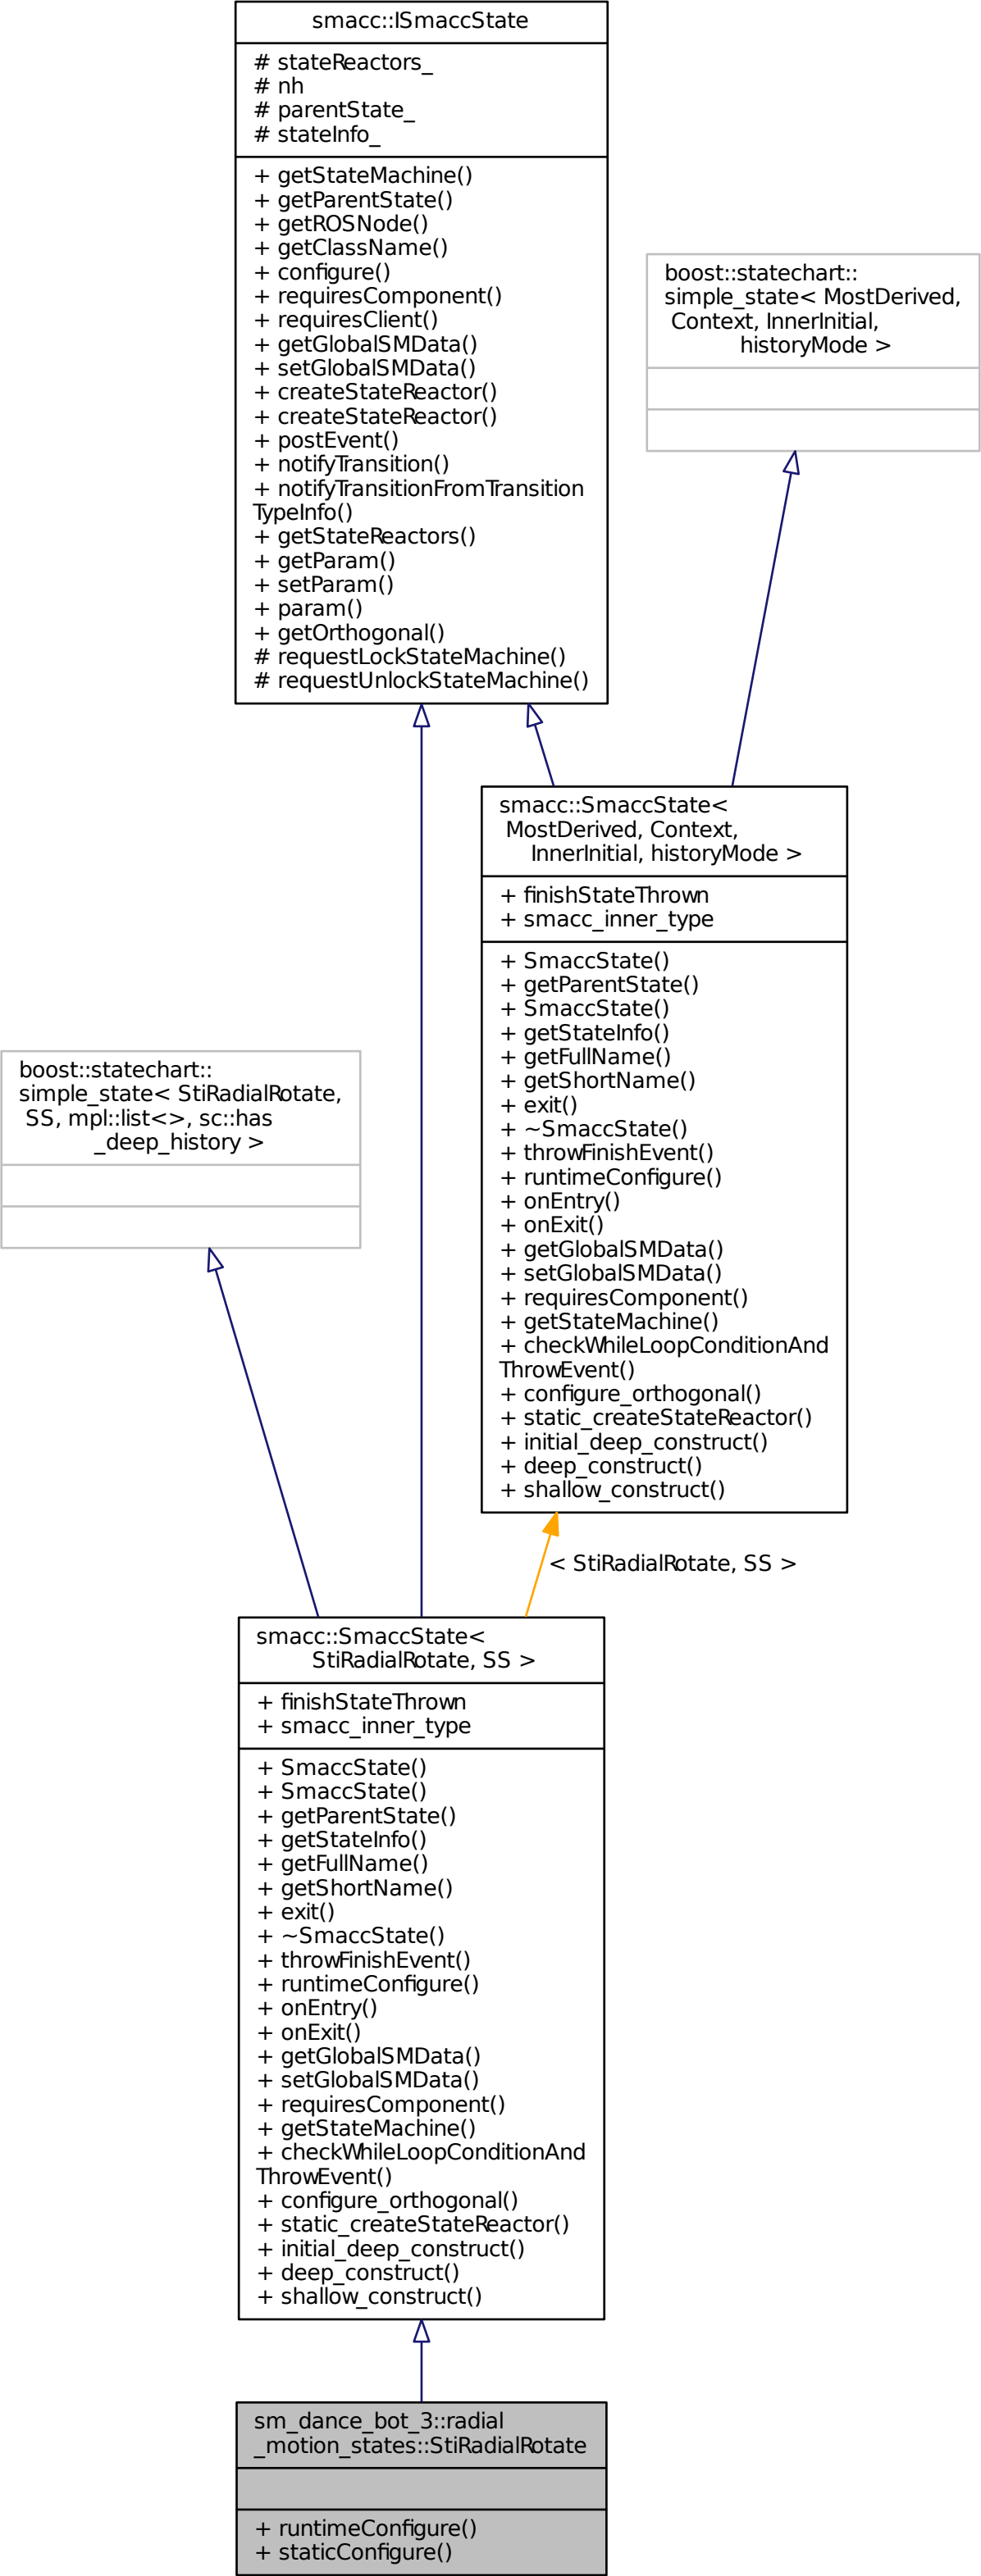 smacc::ISmaccState
# stateReactors_
# nh
# parentState_
# stateInfo_
+ getStateMachine()
+ getParentState()
+ getROSNode()
+ getClassName()
+ configure()
+ requiresComponent()
+ requiresClient()
+ getGlobalSMData()
+ setGlobalSMData()
+ createStateReactor()
+ createStateReactor()
+ postEvent()
+ notifyTransition()
+ notifyTransitionFromTransition
TypeInfo()
+ getStateReactors()
+ getParam()
+ setParam()
+ param()
+ getOrthogonal()
# requestLockStateMachine()
# requestUnlockStateMachine()
boost::statechart::
simple_state< MostDerived,
Context, InnerInitial,
historyMode >
smacc::SmaccState<
MostDerived, Context,
InnerInitial, historyMode >
+ finishStateThrown
+ smacc_inner_type
+ SmaccState()
+ getParentState()
+ SmaccState()
+ getStateInfo()
+ getFullName()
+ getShortName()
+ exit()
+ ~SmaccState()
+ throwFinishEvent()
+ runtimeConfigure()
+ onEntry()
+ onExit()
+ getGlobalSMData()
+ setGlobalSMData()
+ requiresComponent()
+ getStateMachine()
+ checkWhileLoopConditionAnd
ThrowEvent()
+ configure_orthogonal()
+ static_createStateReactor()
+ initial_deep_construct()
+ deep_construct()
+ shallow_construct()
boost::statechart::
simple_state< StiRadialRotate,
SS, mpl::list<>, sc::has
_deep_history >
< StiRadialRotate, SS >
smacc::SmaccState<
StiRadialRotate, SS >
+ finishStateThrown
+ smacc_inner_type
+ SmaccState()
+ SmaccState()
+ getParentState()
+ getStateInfo()
+ getFullName()
+ getShortName()
+ exit()
+ ~SmaccState()
+ throwFinishEvent()
+ runtimeConfigure()
+ onEntry()
+ onExit()
+ getGlobalSMData()
+ setGlobalSMData()
+ requiresComponent()
+ getStateMachine()
+ checkWhileLoopConditionAnd
ThrowEvent()
+ configure_orthogonal()
+ static_createStateReactor()
+ initial_deep_construct()
+ deep_construct()
+ shallow_construct()
sm_dance_bot_3::radial
_motion_states::StiRadialRotate
+ runtimeConfigure()
+ staticConfigure()